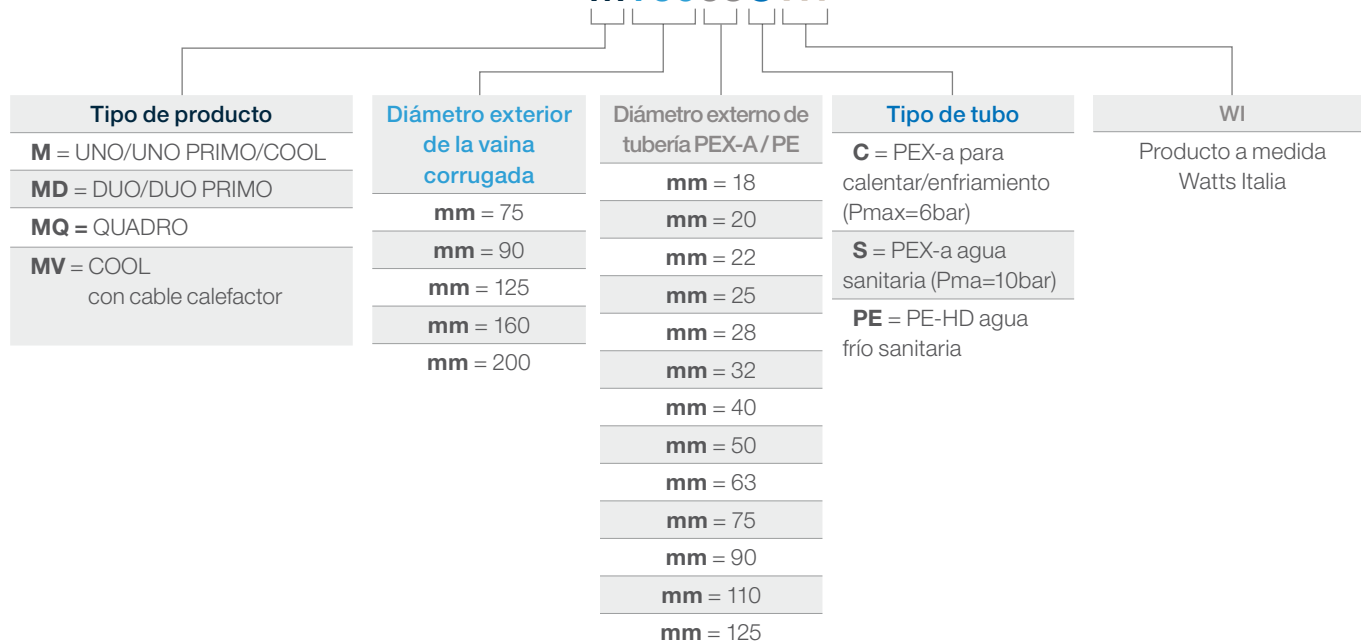 Tipo de producto
M = UNO/UNO PRIMO/COOL
MD = DUO/DUO PRIMO
MQ = QUADRO
MV = COOL
con cable calefactor
Diámetro exterior
de la vaina
corrugada
mm = 75
mm = 90
mm = 125
mm = 160
mm = 200
Diámetro externo de
tubería PEX-A / PE
mm = 18
mm = 20
mm = 22
mm = 25
mm = 28
mm = 32
mm = 40
mm = 50
mm = 63
mm = 75
mm = 90
mm = 110
mm = 125
Tipo de tubo
C = PEX-a para
calentar/enfriamiento
(Pmax=6bar)
S = PEX-a agua
sanitaria (Pma=10bar)
PE = PE-HD agua
frío sanitaria
WI
Producto a medida
Watts Italia